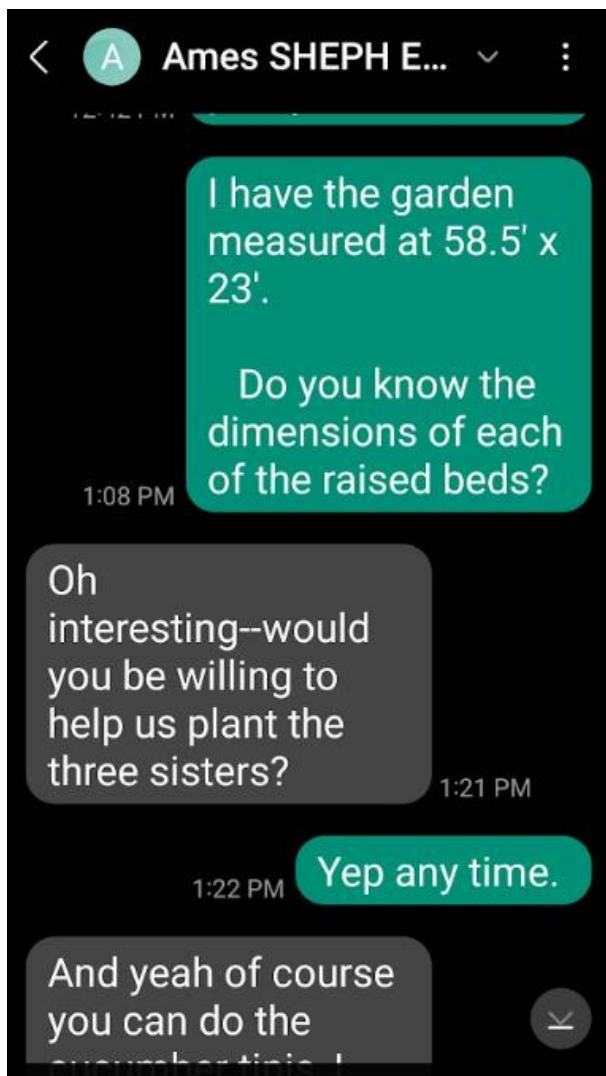 A Ames SHEPH E...
I have the garden
measured at 58.5' x
23'.
Do you know the
dimensions of each
of the raised beds?
1:08 PM
Oh
interesting--would
you be willing to
help us plant the
three sisters?
1:21 PM
Yep any time.
1:22 PM
And yeah of course
you can do the